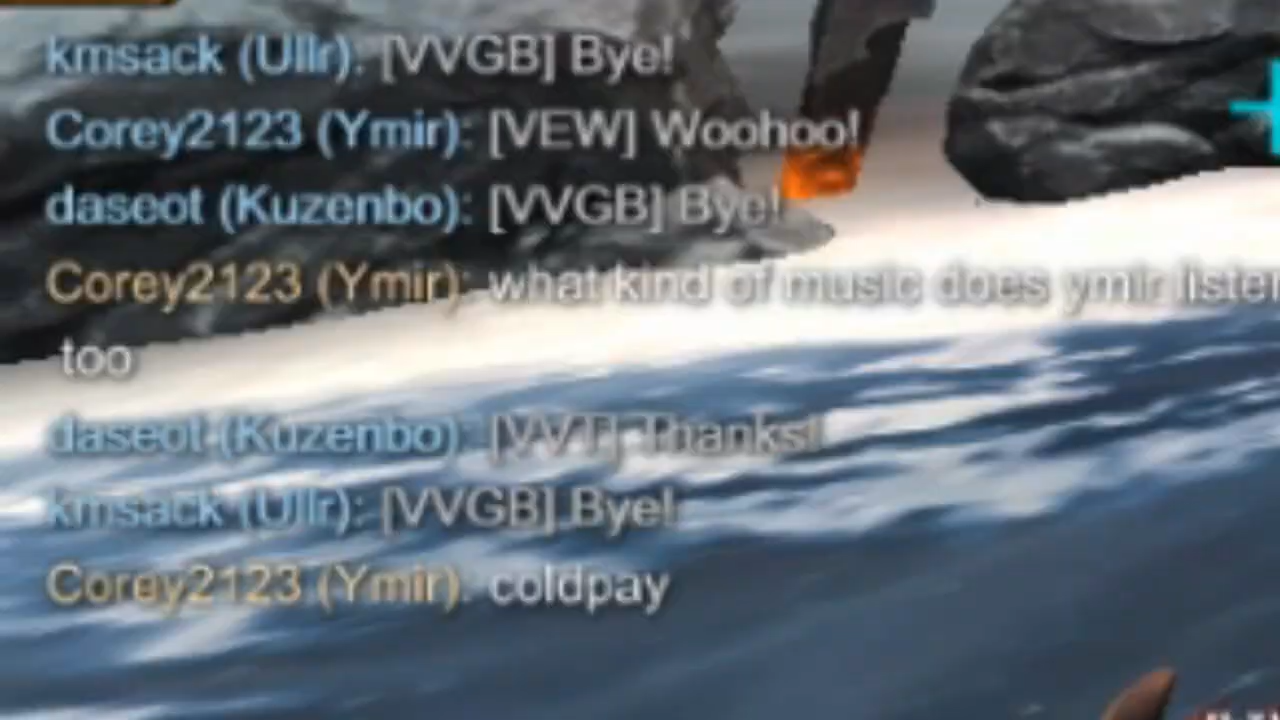 kmsack (Ullr): [VVGB] Bye!
Corey2123 (Ymir): [VEW] Woohoo!
daseot (Kuzenbo): [VVGB] Bye!
Corey2123 (Ymir): what kind of music does ymir listen
too
daseot (Kuzenbo): [VVT] Thanks!
kmsack (Ullr): [VVGB] Bye!
Corey2123 (Ymir): coldpay